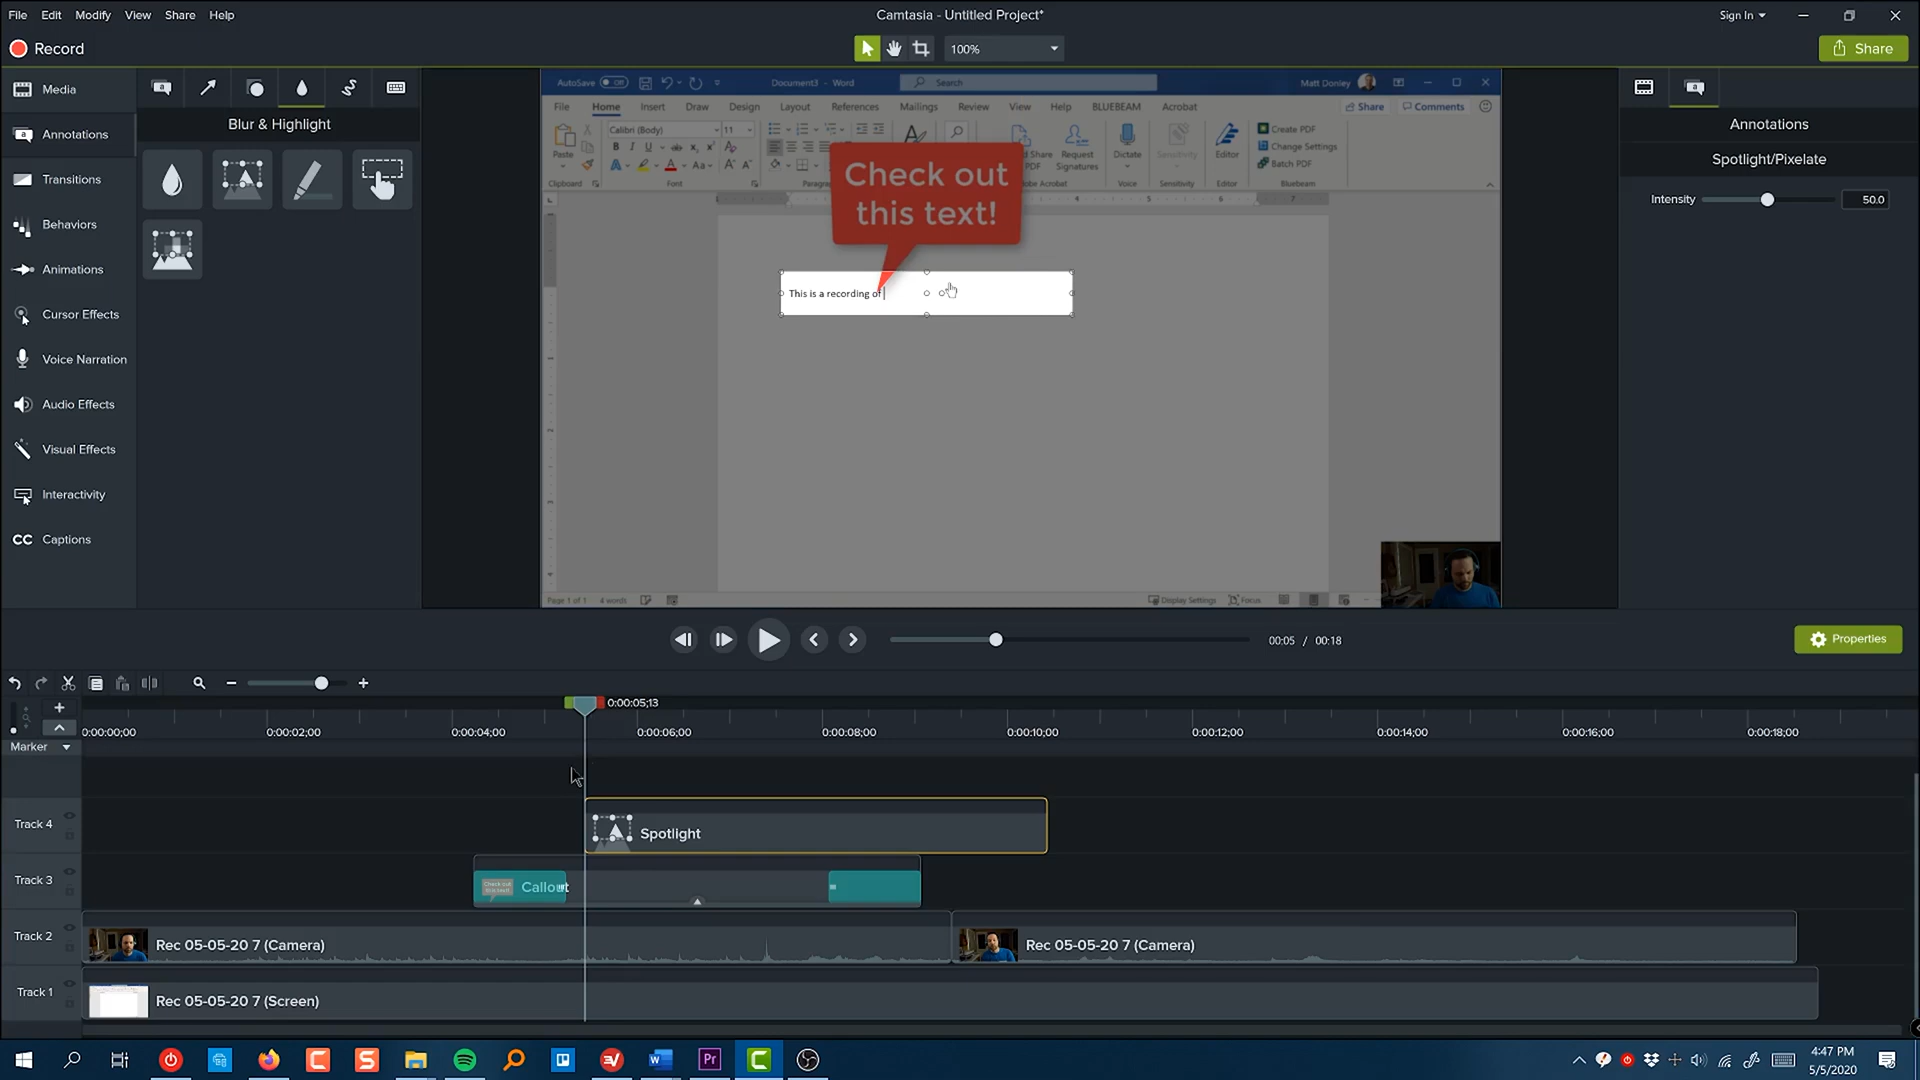 File Edit Modify View Share Help
Camtasia - Untitled Project*
Sign In
Record
100%
Share
Media
Annotations
Transitions
Behaviors
Animations
Cursor Effects
Voice Narration
Audio Effects
Visual Effects
Interactivity
CC Captions
Blur & Highlight
AutoSave Off
Document3 - Word
Search
Matt Donley
File Home Insert Draw Design Layout References Mailings Review View Help BLUEBEAM Acrobat
Share Comments
Paste
Clipboard
Calibri (Body) 11
Font
Share
PDF
Request
Signatures
Adobe Acrobat
Dictate
Voice
Sensitivity
Sensitivity
Editor
Editor
Create PDF
Change Settings
Batch PDF
Bluebeam
Check out
this text!
This is a recording of
Page 1 of 1 4 words
Display Settings Focus
Annotations
Spotlight/Pixelate
Intensity 50.0
00:05 / 00:18
Properties
0:00:05;13
0:00:00;00 0:00:02;00 0:00:04;00 0:00:06;00 0:00:08;00 0:00:10;00 0:00:12;00 0:00:14;00 0:00:16;00 0:00:18;00
Marker
Track 4
Spotlight
Track 3
Check out
this text!
Callout
Track 2
Rec 05-05-20 7 (Camera)
Rec 05-05-20 7 (Camera)
Track 1
Rec 05-05-20 7 (Screen)
4:47 PM
5/5/2020